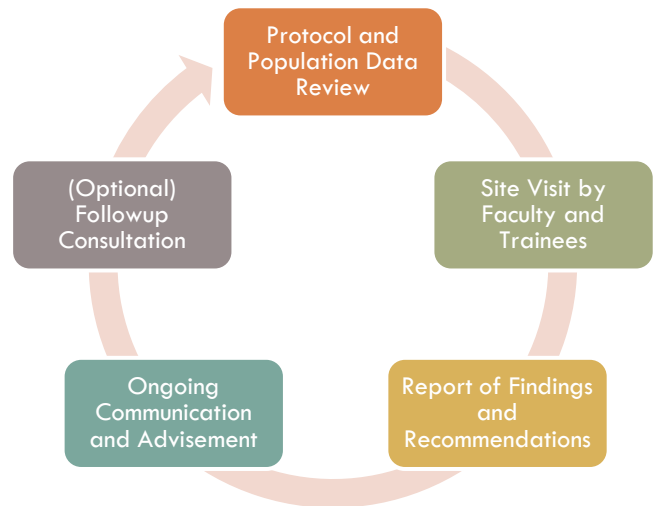 Protocol and
Population Data
Review
Site Visit by
Faculty and
Trainees
Report of Findings
and
Recommendations
Ongoing
Communication
and Advisement
(Optional)
Followup
Consultation